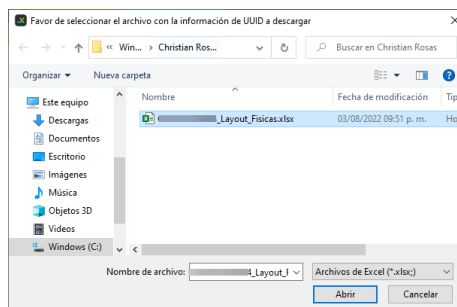 Favor de seleccionar el archivo con la información de UUID a descargar
« Win... › Christian Ros...
Buscar en Christian Rosas
Organizar
Nueva carpeta
Nombre
Fecha de modificación
Tip
Este equipo
Descargas
Documentos
Escritorio
Imágenes
Música
Objetos 3D
Videos
Windows (C:)
_Layout_Fisicas.xlsx
03/08/2022 09:51 p. m.
Ho
Nombre de archivo:
4_Layout_F
Archivos de Excel (*.xlsx;)
Abrir
Cancelar